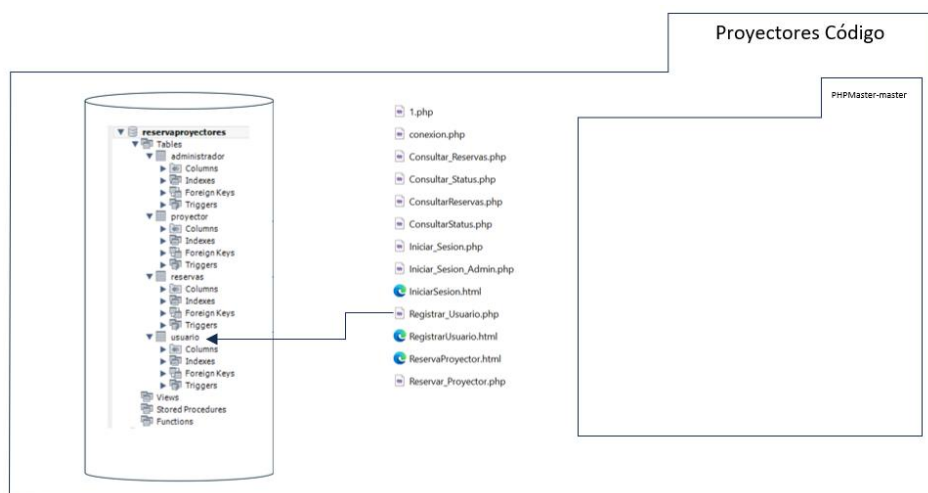 Proyectores Código
PHPMaster-master
reservaproyectores
Tables
administrador
Columns
Indexes
Foreign Keys
Triggers
proyector
Columns
Indexes
Foreign Keys
Triggers
reservas
Columns
Indexes
Foreign Keys
Triggers
usuario
Columns
Indexes
Foreign Keys
Triggers
Views
Stored Procedures
Functions
1.php
conexion.php
Consultar_Reservas.php
Consultar_Status.php
ConsultarReservas.php
ConsultarStatus.php
Iniciar_Sesion.php
Iniciar_Sesion_Admin.php
IniciarSesion.html
Registrar_Usuario.php
RegistrarUsuario.html
ReservaProyector.html
Reservar_Proyector.php